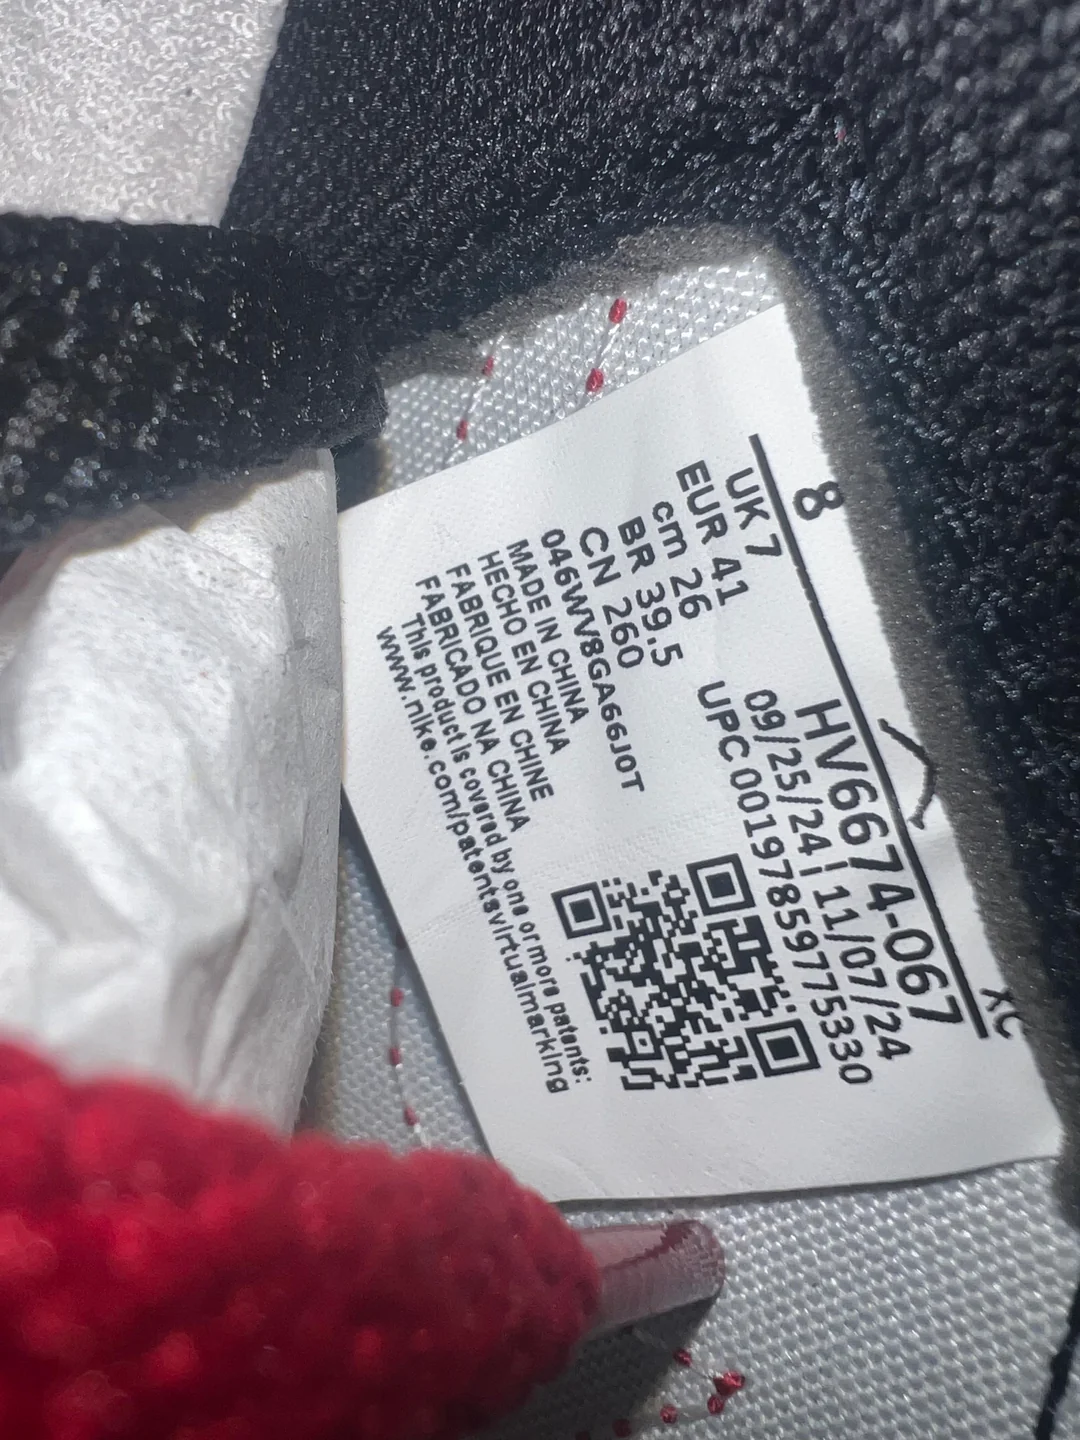 8
XC
UK 7
EUR 41
cm 26
BR 39.5
CN 260
HV6674-067
09/25/24 - 11/07/24
UPC 00197859775330
046WV8GA66J0T
MADE IN CHINA
HECHO EN CHINA
FABRIQUE EN CHINE
FABRICADO NA CHINA
This product is covered by one or more patents:
www.nike.com/patentsvirtualmarking